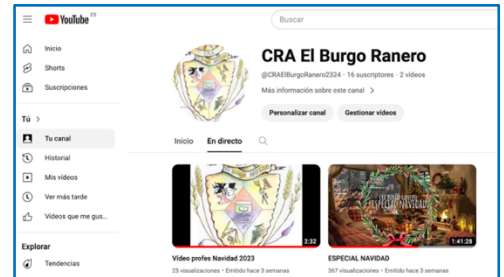 YouTube ES
Buscar
Inicio
Shorts
Suscripciones
Tú >
Tu canal
Historial
Mis vídeos
Ver más tarde
Vídeos que me gus...
Explorar
Tendencias
CRA El Burgo Ranero
@CRAElBurgoRanero2324 · 16 suscriptores · 2 vídeos
Más información sobre este canal >
Personalizar canal
Gestionar vídeos
Inicio
En directo
2:32
Vídeo profes Navidad 2023
25 visualizaciones · Emitido hace 3 semanas
ESPECIAL NAVIDAD
1:41:28
ESPECIAL NAVIDAD
367 visualizaciones · Emitido hace 3 semanas